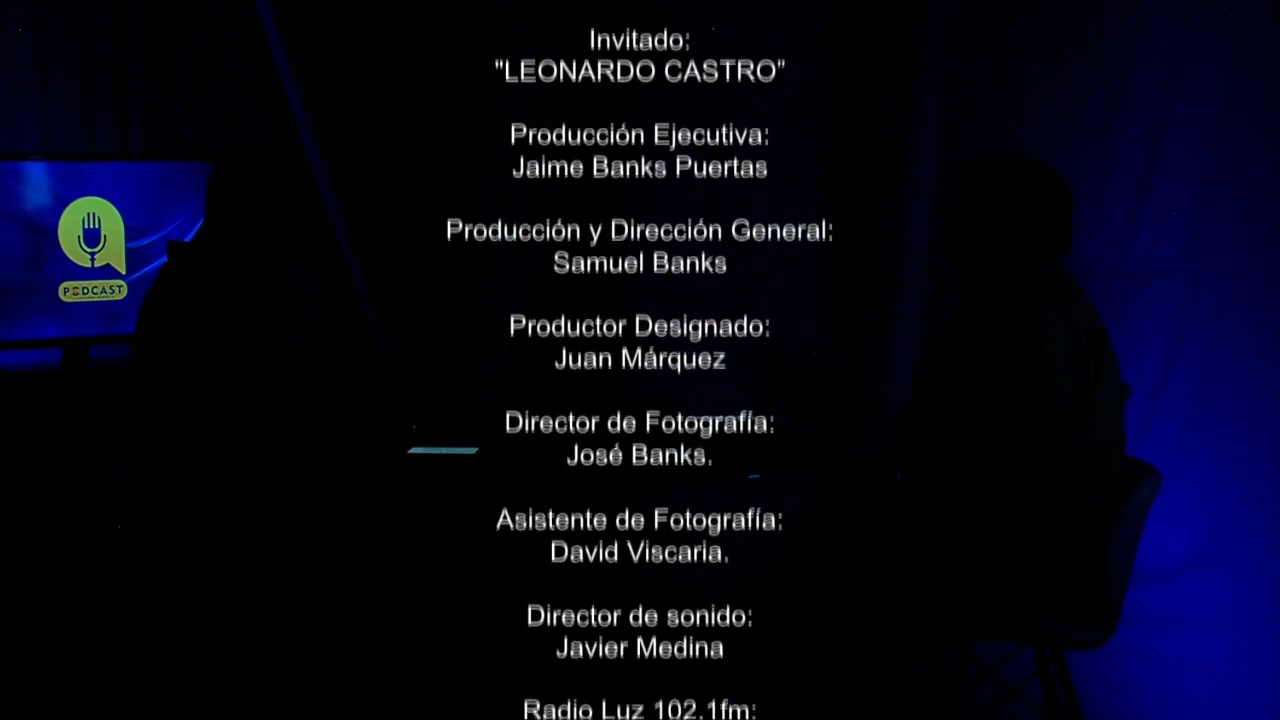 Invitado:
"LEONARDO CASTRO"
Producción Ejecutiva:
Jaime Banks Puertas
Producción y Dirección General:
Samuel Banks
Productor Designado:
Juan Márquez
Director de Fotografía:
José Banks.
Asistente de Fotografía:
David Viscaria.
Director de sonido:
Javier Medina
Radio Luz 102.1fm:
PODCAST